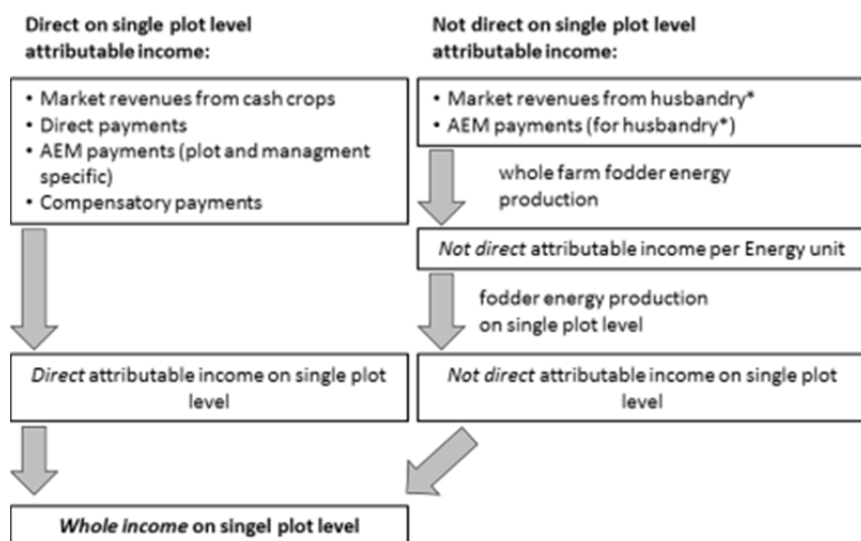 Direct on single plot level
attributable income:
• Market revenues from cash crops
• Direct payments
• AEM payments (plot and managment
specific)
• Compensatory payments
Direct attributable income on single plot
level
Not direct on single plot level
attributable income:
• Market revenues from husbandry*
• AEM payments (for husbandry*)
whole farm fodder energy
production
Not direct attributable income per Energy unit
fodder energy production
on single plot level
Not direct attributable income on single plot
level
Whole income on singel plot level